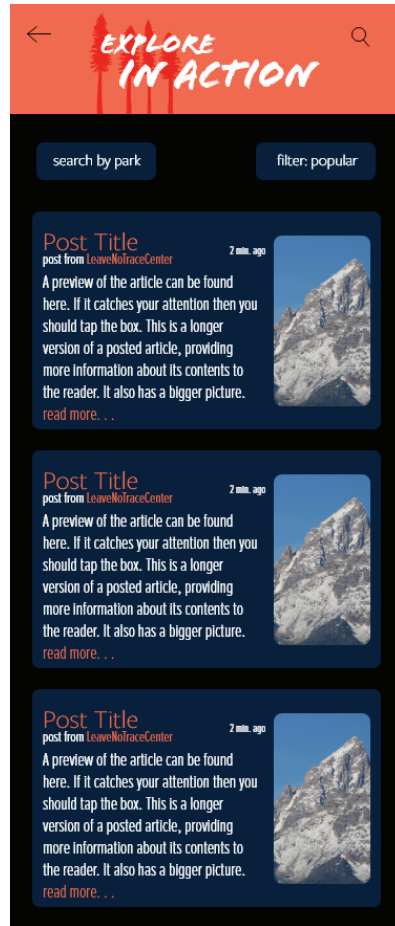 EXPLORE
IN ACTION
search by park
filter: popular
Post Title
post from LeaveNoTraceCenter
2 min. ago
A preview of the article can be found
here. If it catches your attention then you
should tap the box. This is a longer
version of a posted article, providing
more information about its contents to
the reader. It also has a bigger picture.
read more. . .
Post Title
post from LeaveNoTraceCenter
2 min. ago
A preview of the article can be found
here. If it catches your attention then you
should tap the box. This is a longer
version of a posted article, providing
more information about its contents to
the reader. It also has a bigger picture.
read more. . .
Post Title
post from LeaveNoTraceCenter
2 min. ago
A preview of the article can be found
here. If it catches your attention then you
should tap the box. This is a longer
version of a posted article, providing
more information about its contents to
the reader. It also has a bigger picture.
read more. . .